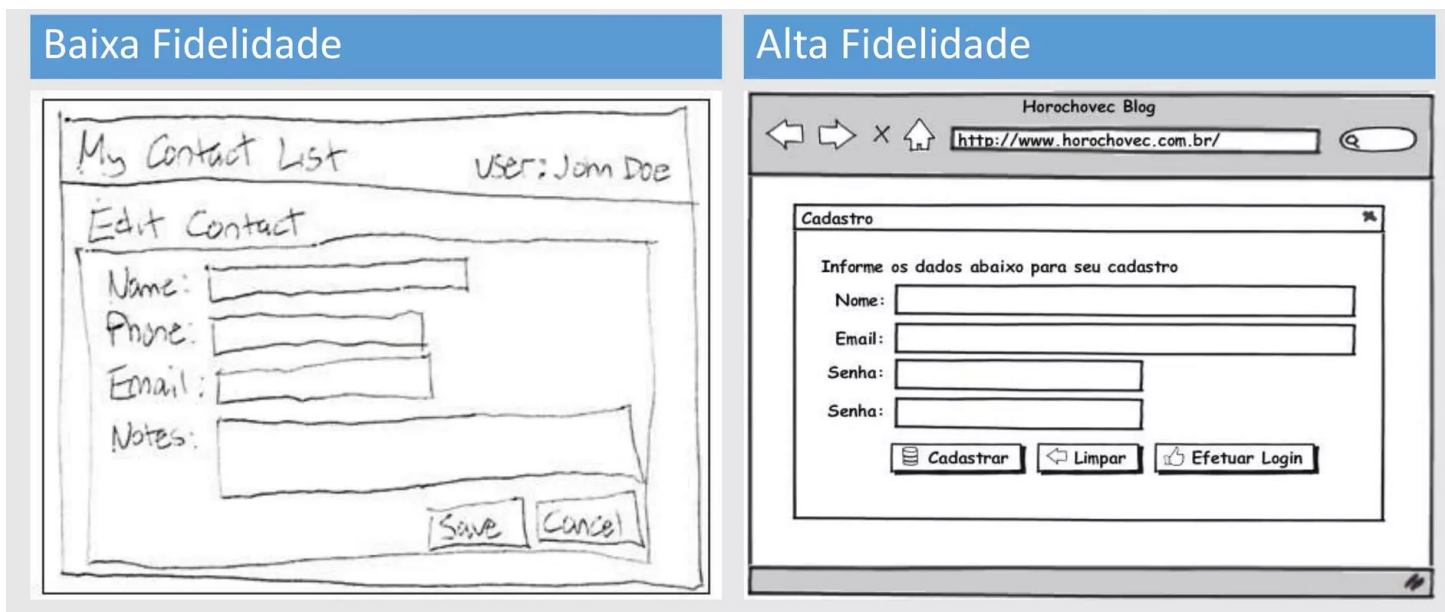 Baixa Fidelidade
My Contact List
User: John Doe
Edit Contact
Name:
Phone:
Email:
Notes:
Save Cancel
Alta Fidelidade
Horochovec Blog
http://www.horochovec.com.br/
Cadastro
Informe os dados abaixo para seu cadastro
Nome:
Email:
Senha:
Senha:
Cadastrar Limpar Efetuar Login